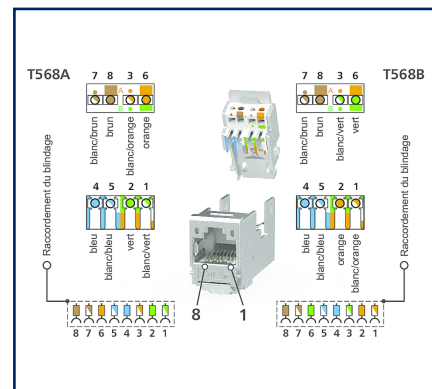 T568A
7 8 3 6
A
B
blanc/brun
brun
blanc/orange
orange
4 5 2 1
bleu
blanc/bleu
vert
blanc/vert
Raccordement du blindage
8 7 6 5 4 3 2 1
8 1
T568B
7 8 3 6
A
B
blanc/brun
brun
blanc/vert
vert
4 5 2 1
bleu
blanc/bleu
orange
blanc/orange
Raccordement du blindage
8 7 6 5 4 3 2 1